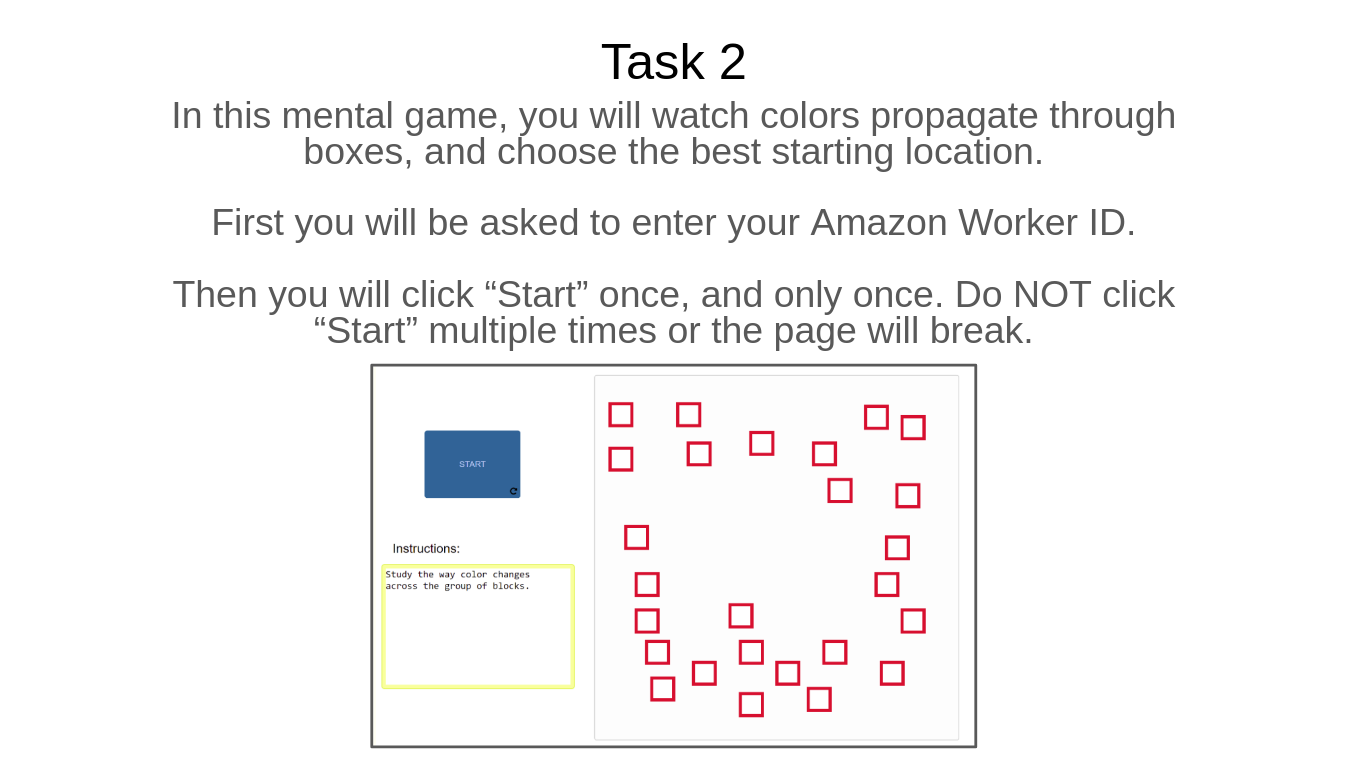 Task 2
In this mental game, you will watch colors propagate through
boxes, and choose the best starting location.
First you will be asked to enter your Amazon Worker ID.
Then you will click “Start” once, and only once. Do NOT click
“Start” multiple times or the page will break.
START
Instructions:
Study the way color changes
across the group of blocks.